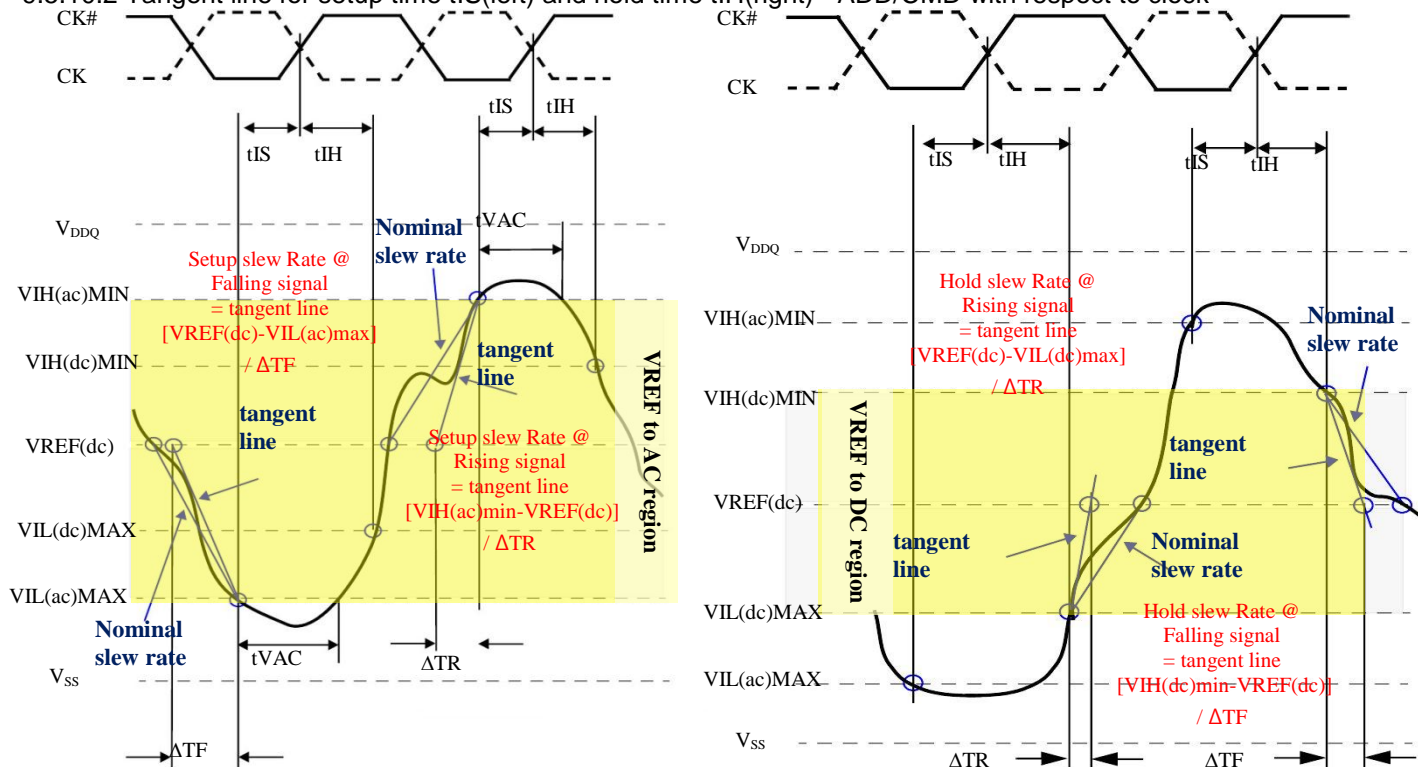 CK#
CK
tIS
tIH
tIS
tIH
tVAC
VDDQ
Nominal
slew rate
Setup slew Rate @
Falling signal
= tangent line
[VREF(dc)-VIL(ac)max]
/ ΔTF
VIH(ac)MIN
VIH(dc)MIN
tangent
line
tangent
line
VREF(dc)
Setup slew Rate @
Rising signal
= tangent line
[VIH(ac)min-VREF(dc)]
/ ΔTR
VREF to AC region
VIL(dc)MAX
VIL(ac)MAX
Nominal
slew rate
tVAC
ΔTR
VSS
ΔTF
CK#
CK
tIS
tIH
tIS
tIH
VDDQ
Hold slew Rate @
Rising signal
= tangent line
[VREF(dc)-VIL(dc)max]
/ ΔTR
VIH(ac)MIN
Nominal
slew rate
VIH(dc)MIN
VREF to DC region
tangent
line
VREF(dc)
tangent
line
Nominal
slew rate
VIL(dc)MAX
Hold slew Rate @
Falling signal
= tangent line
[VIH(dc)min-VREF(dc)]
/ ΔTF
VIL(ac)MAX
VSS
ΔTR
ΔTF